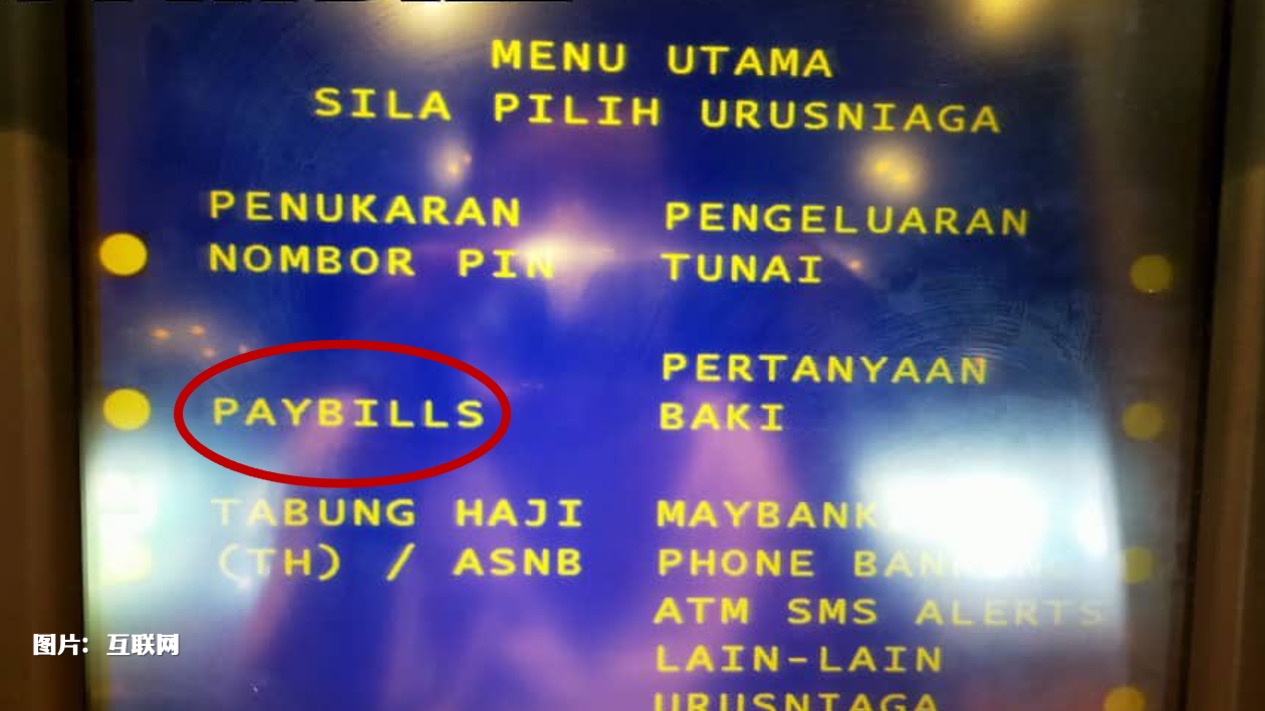 MENU UTAMA
SILA PILIH URUSNIAGA
PENUKARAN
NOMBOR PIN
PENGELUARAN
TUNAI
PAYBILLS
PERTANYAAN
BAKI
TABUNG HAJI
(TH) / ASNB
PHONE
ATM SMS ALERTS
LAIN-LAIN
URUSNIAGA
图片：互联网